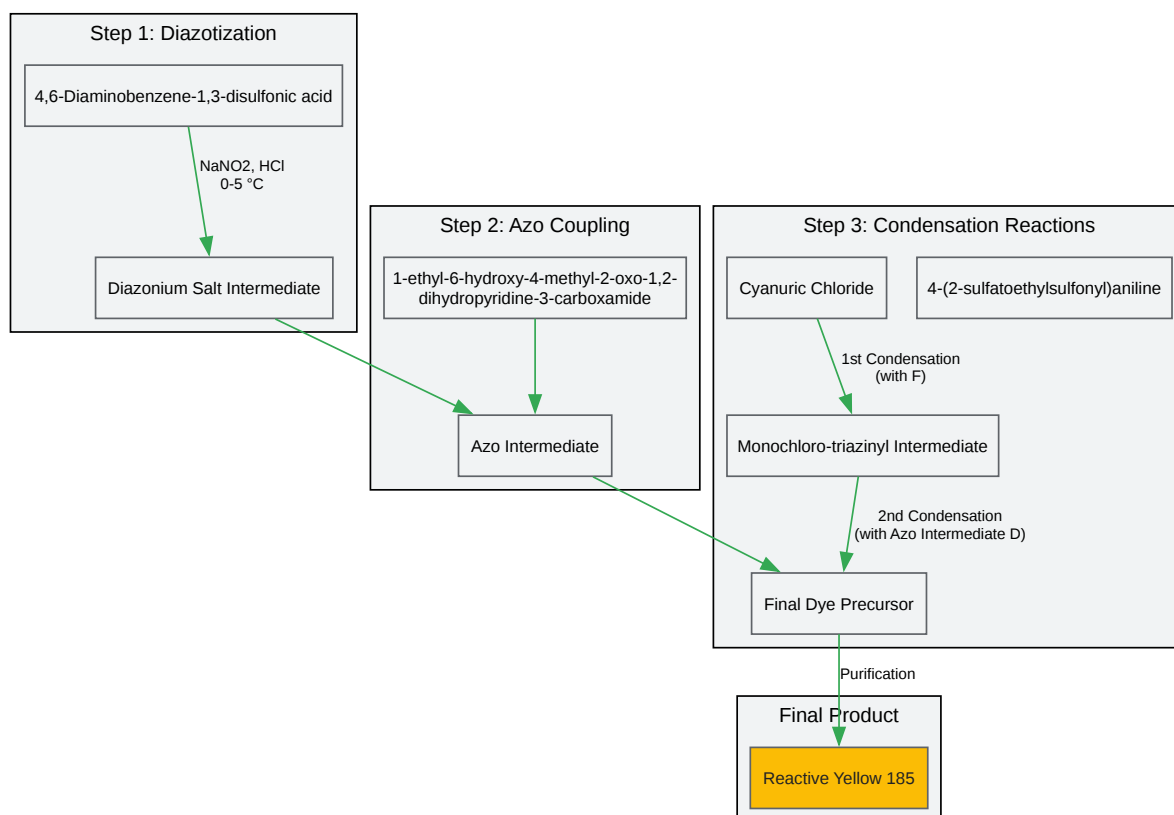 Step 1: Diazotization
4,6-Diaminobenzene-1,3-disulfonic acid
NaNO2, HCl
0-5 °C
Diazonium Salt Intermediate
Step 2: Azo Coupling
1-ethyl-6-hydroxy-4-methyl-2-oxo-1,2-
dihydropyridine-3-carboxamide
Azo Intermediate
Step 3: Condensation Reactions
Cyanuric Chloride
4-(2-sulfatoethylsulfonyl)aniline
1st Condensation
(with F)
Monochloro-triazinyl Intermediate
2nd Condensation
(with Azo Intermediate D)
Final Dye Precursor
Purification
Final Product
Reactive Yellow 185